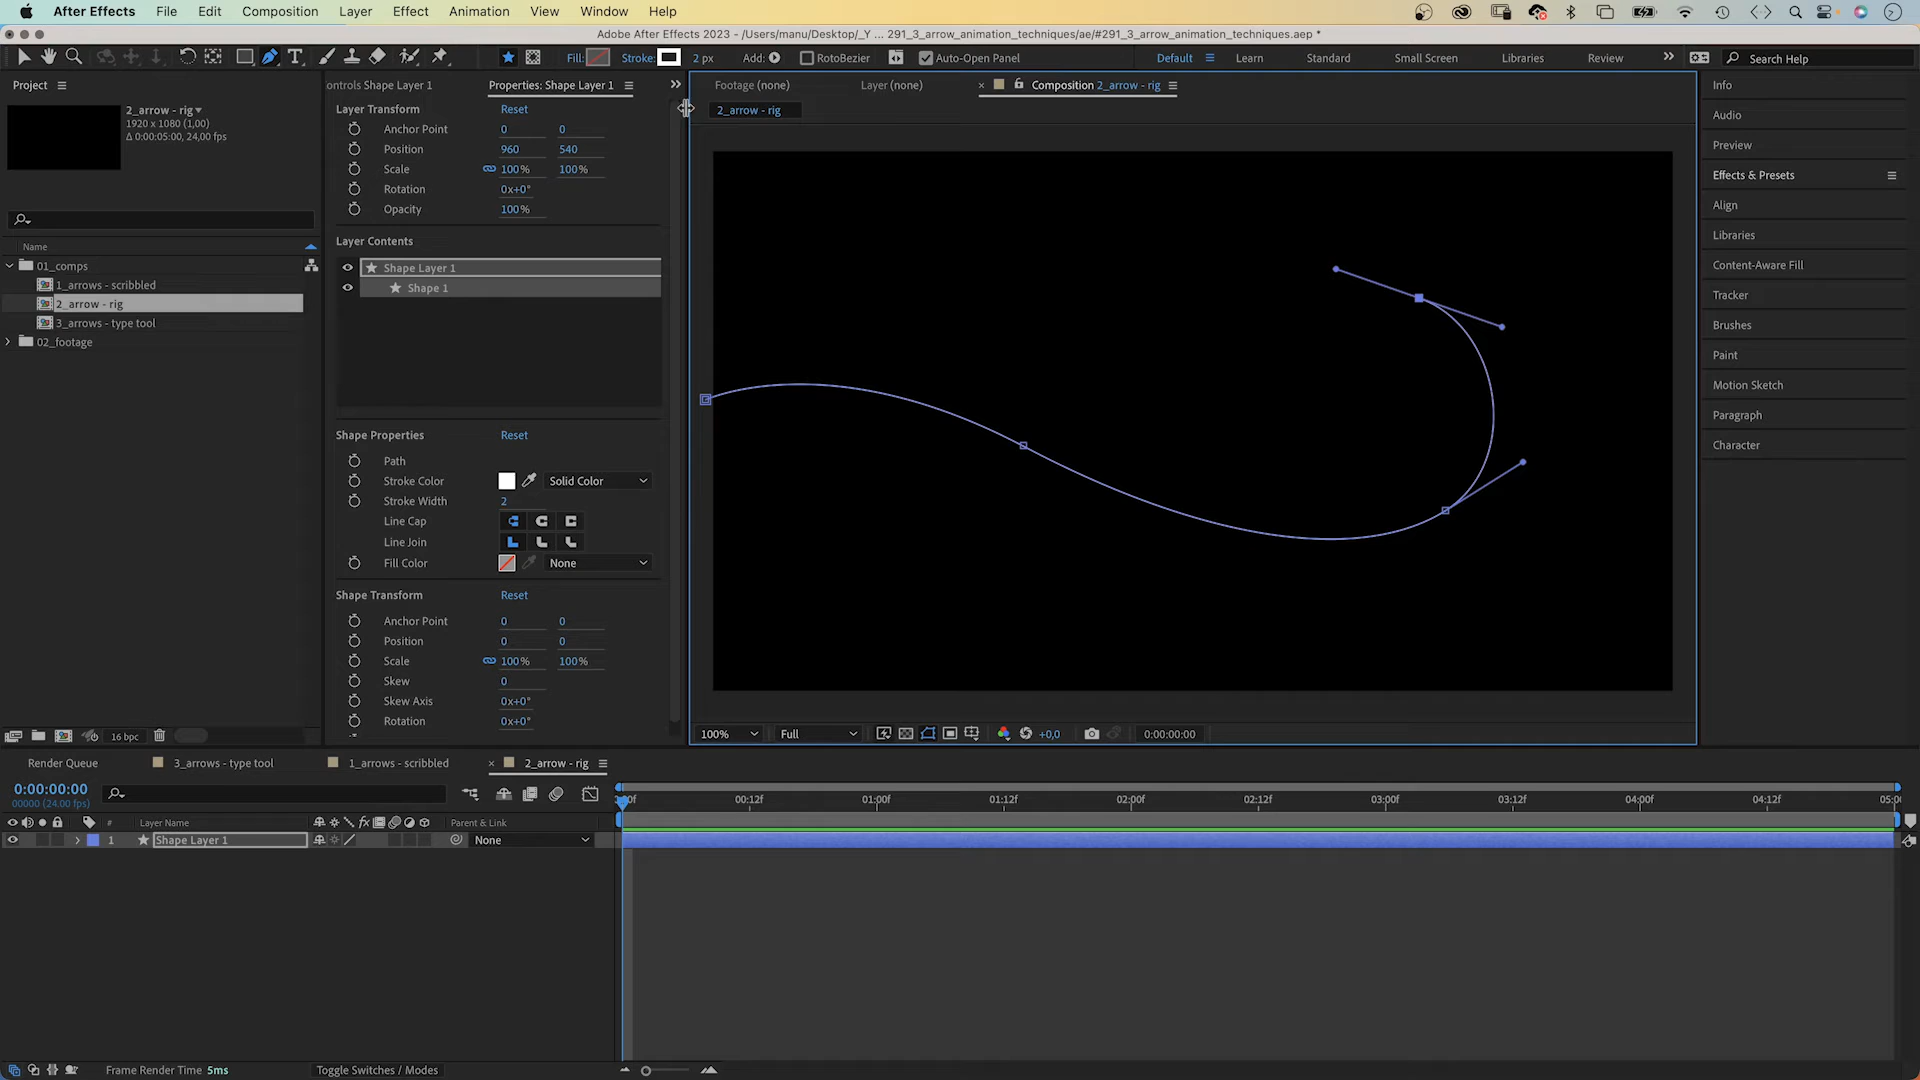 After Effects File Edit Composition Layer Effect Animation View Window Help
Adobe After Effects 2023 - /Users/manu/Desktop/_Y ... 291_3_arrow_animation_techniques/ae/#291_3_arrow_animation_techniques.aep *
Fill: Stroke: 2 px Add: RotoBezier Auto-Open Panel Default Learn Standard Small Screen Libraries Review Search Help
Project
2_arrow - rig
1920 x 1080 (1,00)
Δ 0:00:05:00, 24,00 fps
Name
01_comps
1_arrows - scribbled
2_arrow - rig
3_arrows - type tool
02_footage
16 bpc
ontrols Shape Layer 1 Properties: Shape Layer 1
Layer Transform Reset
Anchor Point 0 0
Position 960 540
Scale 100% 100%
Rotation 0x+0°
Opacity 100%
Layer Contents
Shape Layer 1
Shape 1
Shape Properties Reset
Path
Stroke Color Solid Color
Stroke Width 2
Line Cap
Line Join
Fill Color None
Shape Transform Reset
Anchor Point 0 0
Position 0 0
Scale 100% 100%
Skew 0
Skew Axis 0x+0°
Rotation 0x+0°
Footage (none) Layer (none) × Composition 2_arrow - rig
2_arrow - rig
100% Full +0,0 0:00:00:00
Info
Audio
Preview
Effects & Presets
Align
Libraries
Content-Aware Fill
Tracker
Brushes
Paint
Motion Sketch
Paragraph
Character
Render Queue 3_arrows - type tool 1_arrows - scribbled × 2_arrow - rig
0:00:00:00
00000 (24.00 fps)
00:12f 01:00f 01:12f 02:00f 02:12f 03:00f 03:12f 04:00f 04:12f
# Layer Name fx Parent & Link
1 Shape Layer 1 None
Frame Render Time 5ms Toggle Switches / Modes